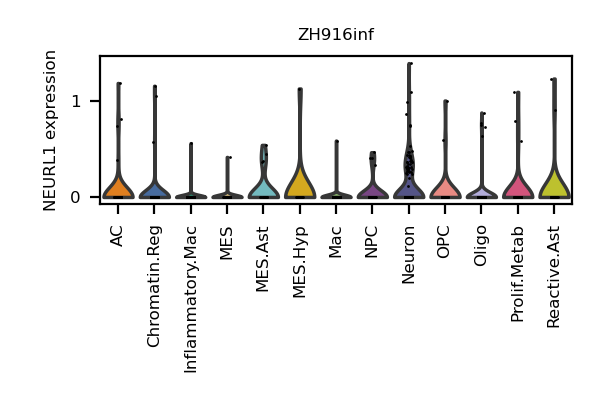 ZH916inf
NEURL1 expression
1
0
AC
Chromatin.Reg
Inflammatory.Mac
MES
MES.Ast
MES.Hyp
Mac
NPC
Neuron
OPC
Oligo
Prolif.Metab
Reactive.Ast